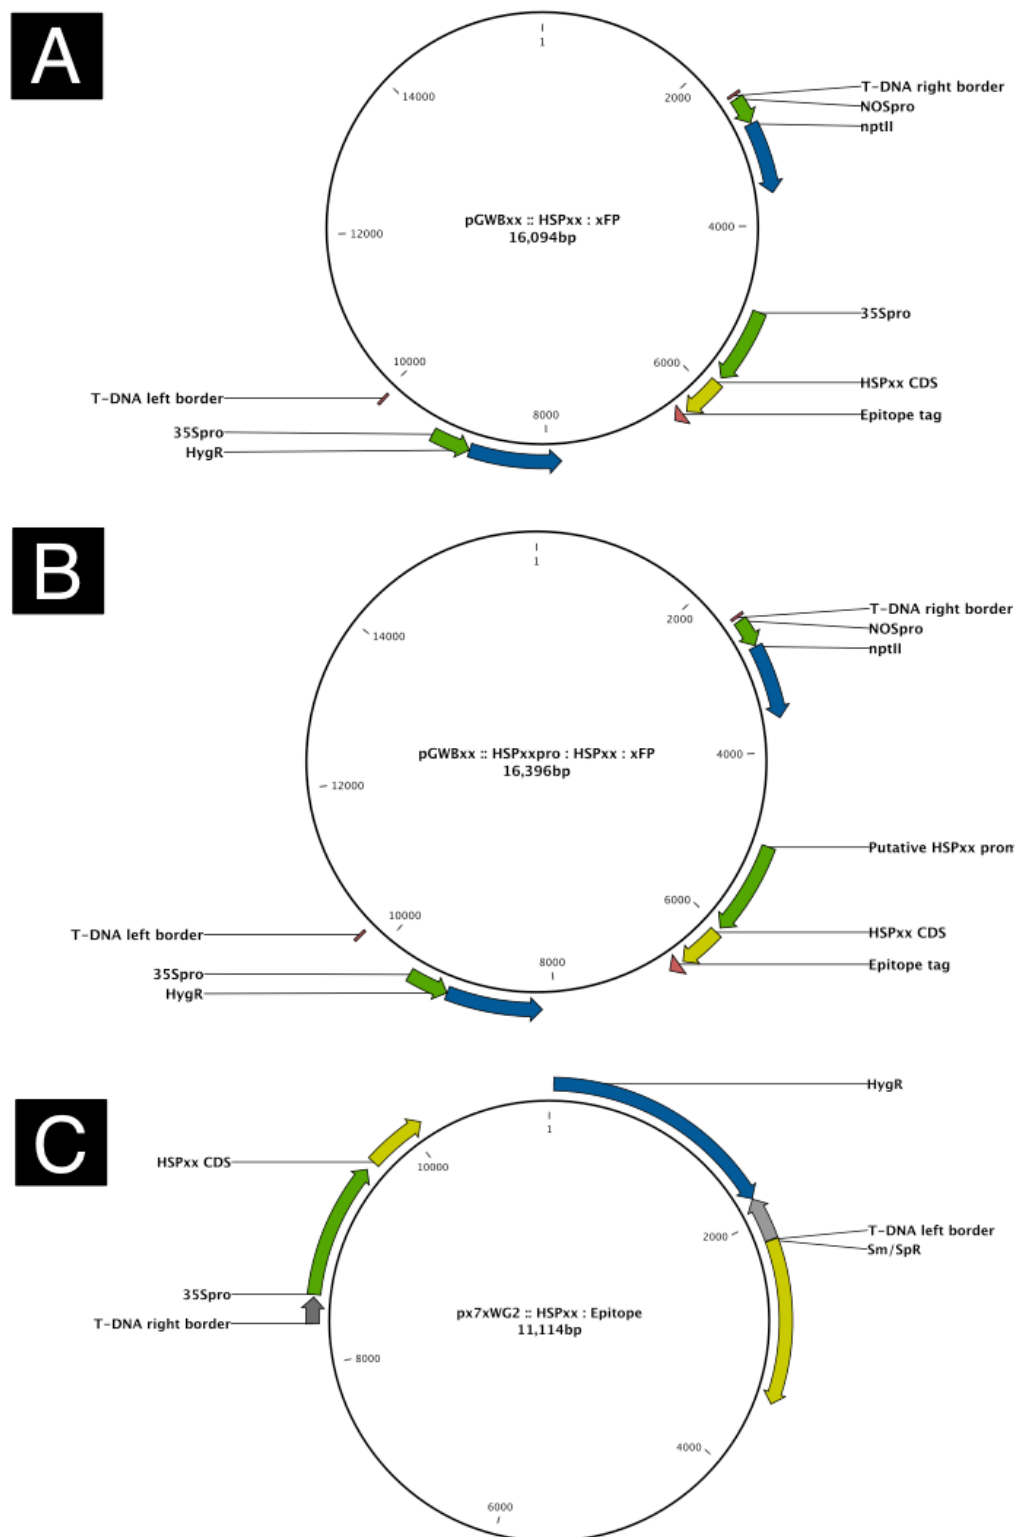 A
1
2000
T-DNA right border
NOSpro
nptII
14000
pGWBxx :: HSPxx : xFP
16,094bp
4000
12000
35Spro
6000
10000
HSPxx CDS
T-DNA left border
Epitope tag
8000
35Spro
HygR
B
1
2000
T-DNA right border
NOSpro
nptII
14000
pGWBxx :: HSPxxpro : HSPxx : xFP
16,396bp
4000
12000
Putative HSPxx prom
6000
10000
HSPxx CDS
T-DNA left border
Epitope tag
8000
35Spro
HygR
C
HygR
1
HSPxx CDS
10000
T-DNA left border
2000
Sm/SpR
35Spro
px7xWG2 :: HSPxx : Epitope
T-DNA right border
11,114bp
8000
4000
6000